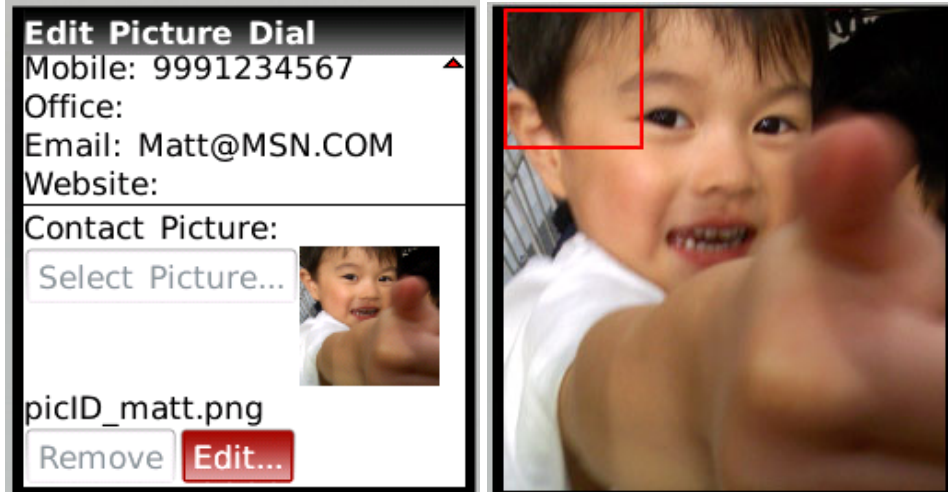 Edit Picture Dial
Mobile: 9991234567
Office:
Email: Matt@MSN.COM
Website:
Contact Picture:
Select Picture...
picID_matt.png
Remove Edit...